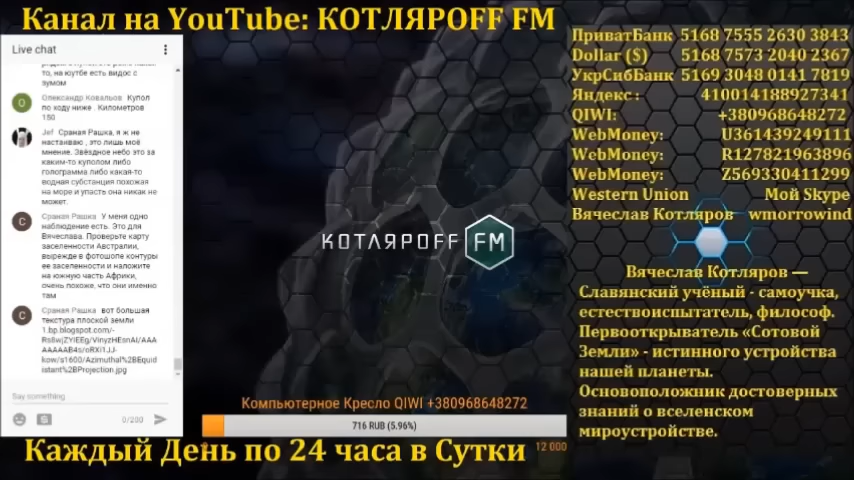 Канал на YouTube: КОТЛЯРОFF FM
Live chat
то, на ютубе есть видос с
зумом
Олександр Ковальов Купол
по ходу ниже . Километров
150
Jef Сраная Рашка, я ж не
настаиваю , это лишь моё
мнение. Звёздное небо это за
каким-то куполом либо
голограмма либо какая-то
водная субстанция похожая
на море и упасть она никак не
может.
Сраная Рашка У меня одно
наблюдение есть. Это для
Вячеслава. Проверьте карту
заселенности Австралии,
вырежде в фотошопе контуры
ее заселенности и наложите
на южную часть Африки,
очень похоже, что они именно
там
Сраная Рашка вот большая
текстура плоской земли
1.bp.blogspot.com/-
Rs8wjZYIEEg/VinyzHEsnAI/AAA
AAAAAB4s/oRXi1JJ-
kow/s1600/Azimuthal%2BEquid
istant%2BProjection.jpg
Say something
0/200
КОТЛЯРОFF FM
Компьютерное Кресло QIWI +380968648272
716 RUB (5.96%)
0
12 000
Каждый День по 24 часа в Сутки
ПриватБанк 5168 7555 2630 3843
Dollar ($) 5168 7573 2040 2367
УкрСибБанк 5169 3048 0141 7819
Яндекс : 410014188927341
QIWI: +380968648272
WebMoney: U361439249111
WebMoney: R127821963896
WebMoney: Z569330411299
Western Union Мой Skype
Вячеслав Котляров wmorrowind
Вячеслав Котляров —
Славянский учёный - самоучка,
естествоиспытатель, философ.
Первооткрыватель «Сотовой
Земли» - истинного устройства
нашей планеты.
Основоположник достоверных
знаний о вселенском
мироустройстве.